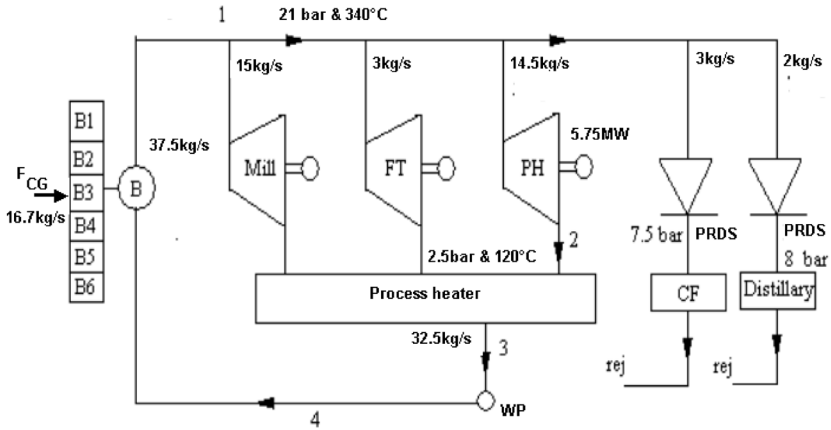 1
21 bar & 340°C
15kg/s
3kg/s
14.5kg/s
3kg/s
2kg/s
B1
B2
B3
B4
B5
B6
F CG
16.7kg/s
37.5kg/s
B
Mill
FT
PH
5.75MW
7.5 bar
PRDS
PRDS
8 bar
2
2.5bar & 120°C
Process heater
CF
Distillary
32.5kg/s
3
rej
rej
4
WP